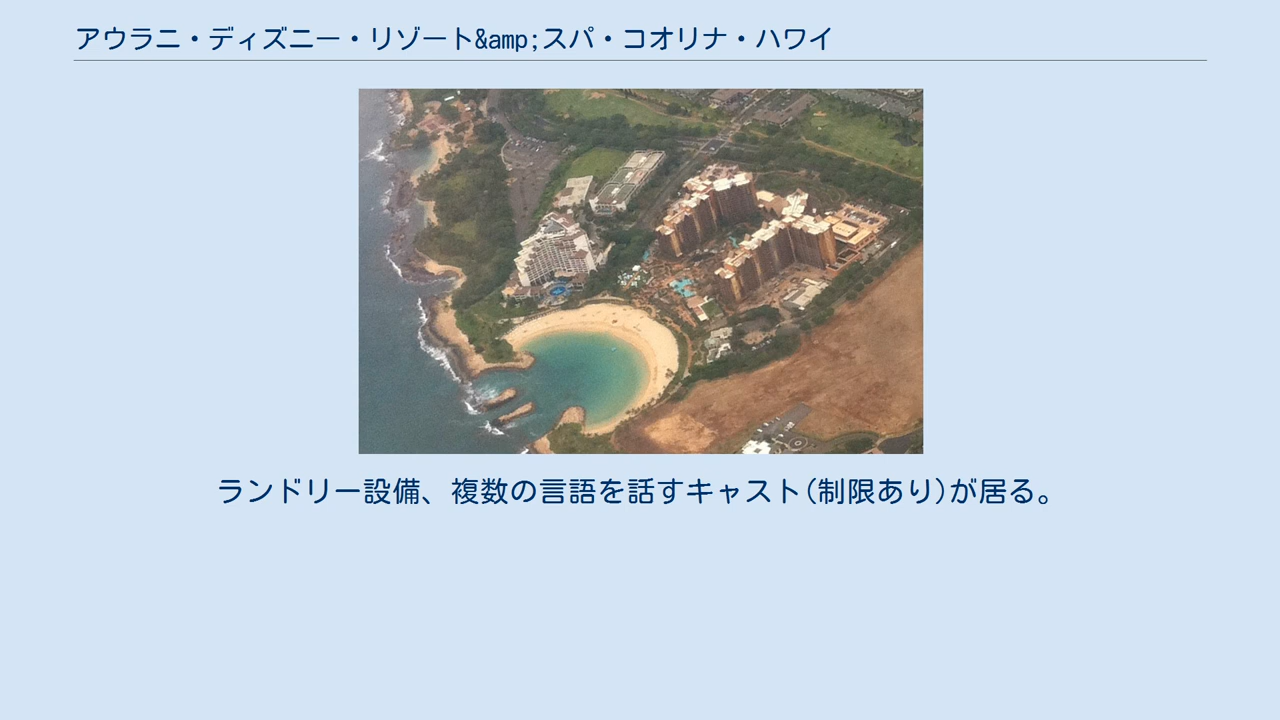 アウラニ・ディズニー・リゾート&amp;スパ・コオリナ・ハワイ
ランドリー設備、複数の言語を話すキャスト(制限あり)が居る。